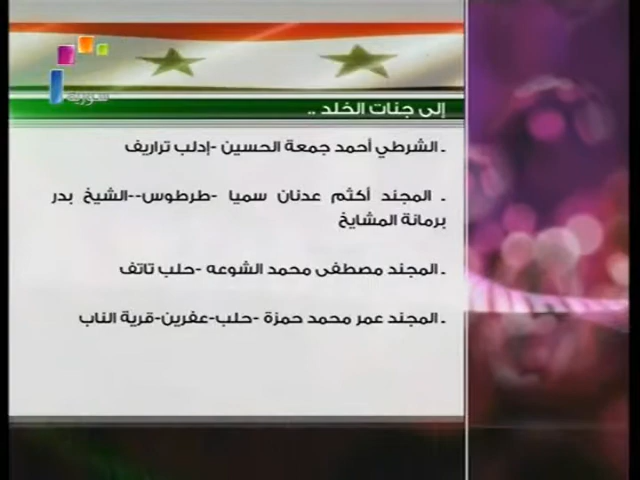 سورية
إلى جنات الخلد ..
ـ الشرطي أحمد جمعة الحسين -إدلب تراريف
ـ المجند أكثم عدنان سميا -طرطوس--الشيخ بدر
برمانة المشايخ
ـ المجند مصطفى محمد الشوعه -حلب تاتف
ـ المجند عمر محمد حمزة -حلب-عفرين-قرية الناب